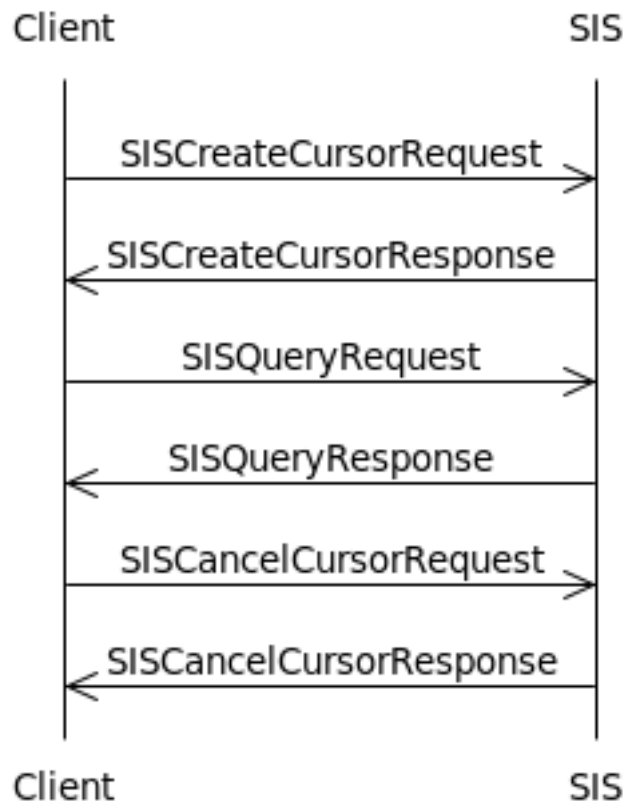 Client SIS
SISCreateCursorRequest
SISCreateCursorResponse
SISQueryRequest
SISQueryResponse
SISCancelCursorRequest
SISCancelCursorResponse
Client SIS